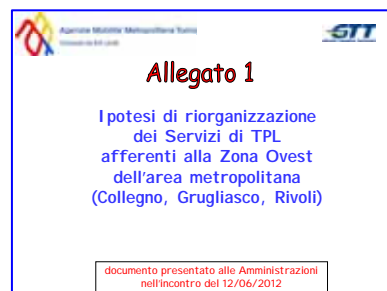 Agenzia Mobilità Metropolitana Torino
GTT
Allegato 1
Ipotesi di riorganizzazione
dei Servizi di TPL
afferenti alla Zona Ovest
dell'area metropolitana
(Collegno, Grugliasco, Rivoli)
documento presentato alle Amministrazioni
nell'incontro del 12/06/2012